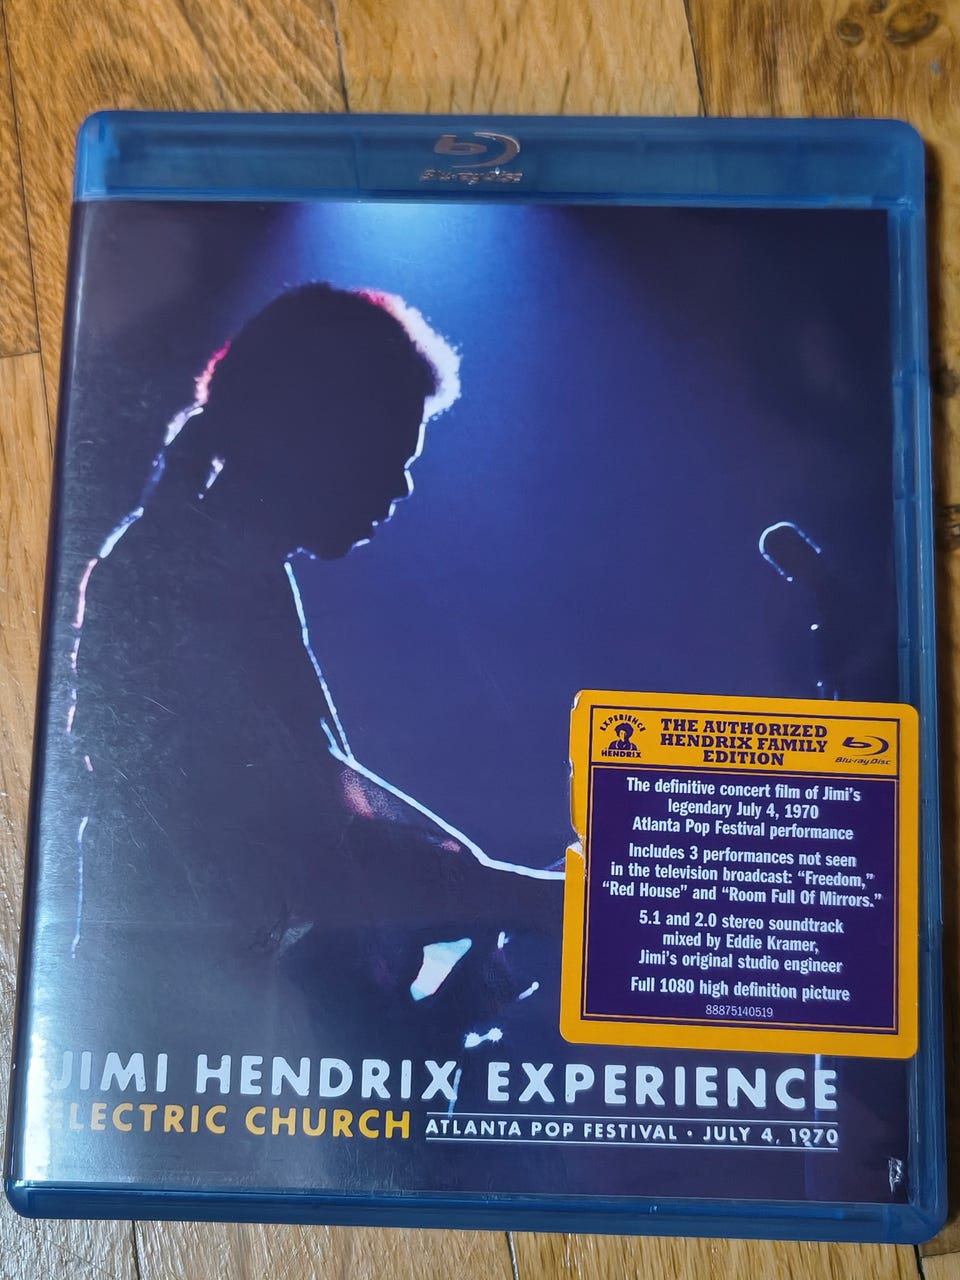 Blu-ray Disc
EXPERIENCE
HENDRIX
THE AUTHORIZED
HENDRIX FAMILY
EDITION
Blu-ray Disc
The definitive concert film of Jimi's
legendary July 4, 1970
Atlanta Pop Festival performance
Includes 3 performances not seen
in the television broadcast: “Freedom,”
“Red House” and “Room Full Of Mirrors.”
5.1 and 2.0 stereo soundtrack
mixed by Eddie Kramer,
Jimi's original studio engineer
Full 1080 high definition picture
88875140519
JIMI HENDRIX EXPERIENCE
ELECTRIC CHURCH ATLANTA POP FESTIVAL • JULY 4, 1970